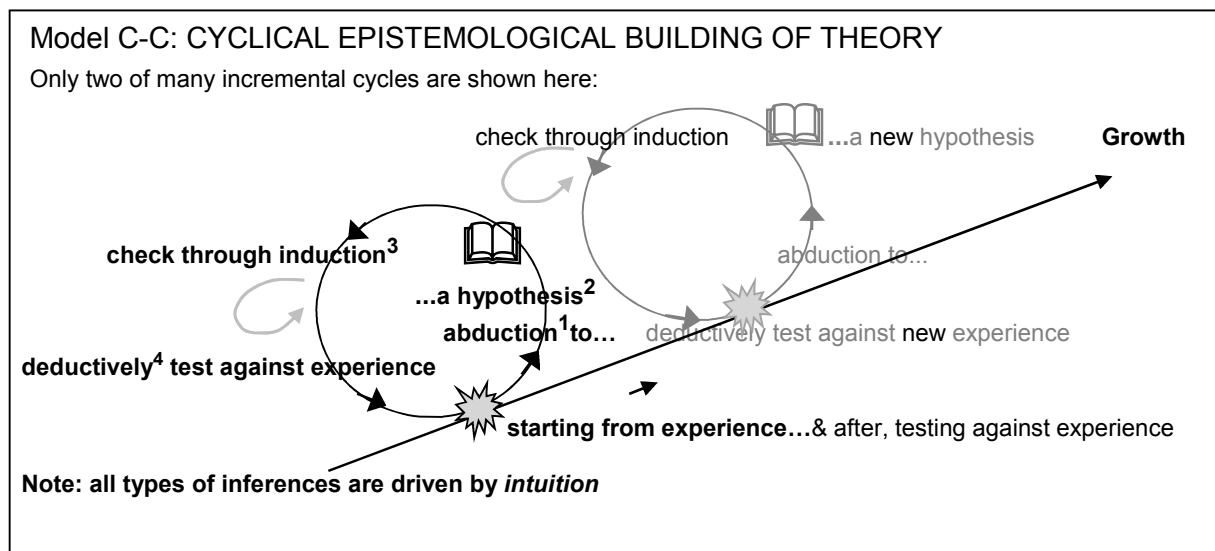 Model C-C: CYCLICAL EPISTEMOLOGICAL BUILDING OF THEORY
Only two of many incremental cycles are shown here:
check through induction
...a new hypothesis
Growth
check through induction³
abduction to...
...a hypothesis²
abduction¹to...
deductively test against new experience
deductively⁴ test against experience
starting from experience...& after, testing against experience
Note: all types of inferences are driven by intuition